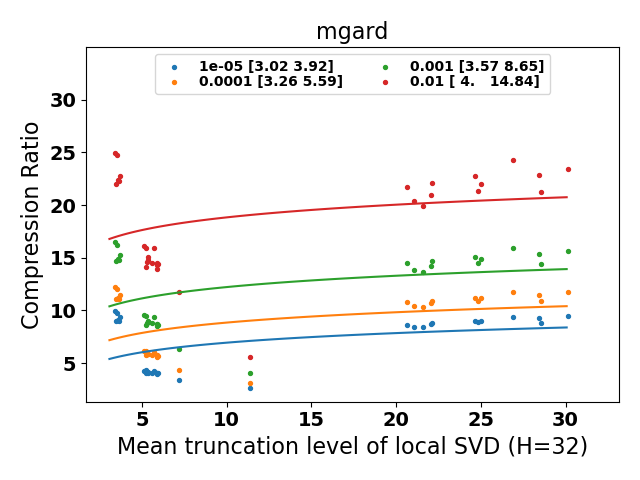 mgard
1e-05 [3.02 3.92]
0.0001 [3.26 5.59]
0.001 [3.57 8.65]
0.01 [ 4.   14.84]
Compression Ratio
30
25
20
15
10
5
5
10
15
20
25
30
Mean truncation level of local SVD (H=32)